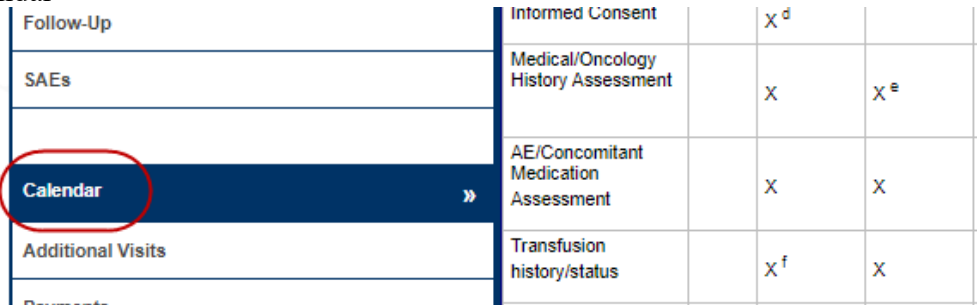 Follow-Up
SAEs
Calendar »
Additional Visits
Informed Consent X d
Medical/Oncology
History Assessment X X e
AE/Concomitant
Medication
Assessment X X
Transfusion
history/status X f X